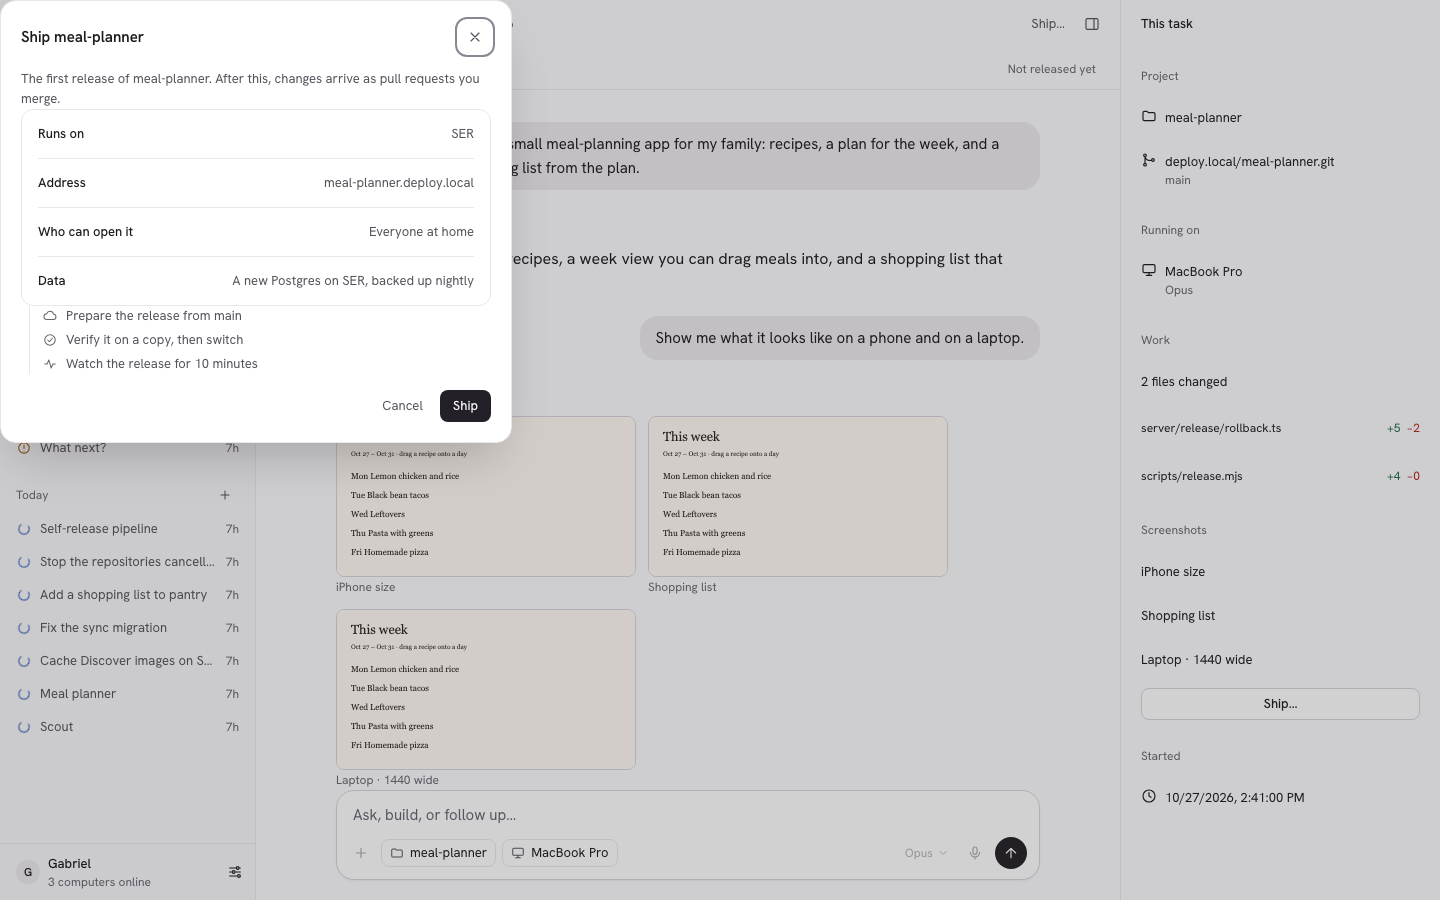 Ship meal-planner
The first release of meal-planner. After this, changes arrive as pull requests you
merge.
Runs on SER
Address meal-planner.deploy.local
Who can open it Everyone at home
Data A new Postgres on SER, backed up nightly
Prepare the release from main
Verify it on a copy, then switch
Watch the release for 10 minutes
Cancel Ship
What next? 7h
Today
Self-release pipeline 7h
Stop the repositories cancell... 7h
Add a shopping list to pantry 7h
Fix the sync migration 7h
Cache Discover images on S... 7h
Meal planner 7h
Scout 7h
G Gabriel
3 computers online
Ship...
Not released yet
small meal-planning app for my family: recipes, a plan for the week, and a
list from the plan.
recipes, a week view you can drag meals into, and a shopping list that
Show me what it looks like on a phone and on a laptop.
Oct 27 – Oct 31 · drag a recipe onto a day
Mon Lemon chicken and rice
Tue Black bean tacos
Wed Leftovers
Thu Pasta with greens
Fri Homemade pizza
iPhone size
This week
Oct 27 – Oct 31 · drag a recipe onto a day
Mon Lemon chicken and rice
Tue Black bean tacos
Wed Leftovers
Thu Pasta with greens
Fri Homemade pizza
Shopping list
This week
Oct 27 – Oct 31 · drag a recipe onto a day
Mon Lemon chicken and rice
Tue Black bean tacos
Wed Leftovers
Thu Pasta with greens
Fri Homemade pizza
Laptop · 1440 wide
Ask, build, or follow up...
meal-planner MacBook Pro Opus
This task
Project
meal-planner
deploy.local/meal-planner.git
main
Running on
MacBook Pro
Opus
Work
2 files changed
server/release/rollback.ts +5 -2
scripts/release.mjs +4 -0
Screenshots
iPhone size
Shopping list
Laptop · 1440 wide
Ship...
Started
10/27/2026, 2:41:00 PM